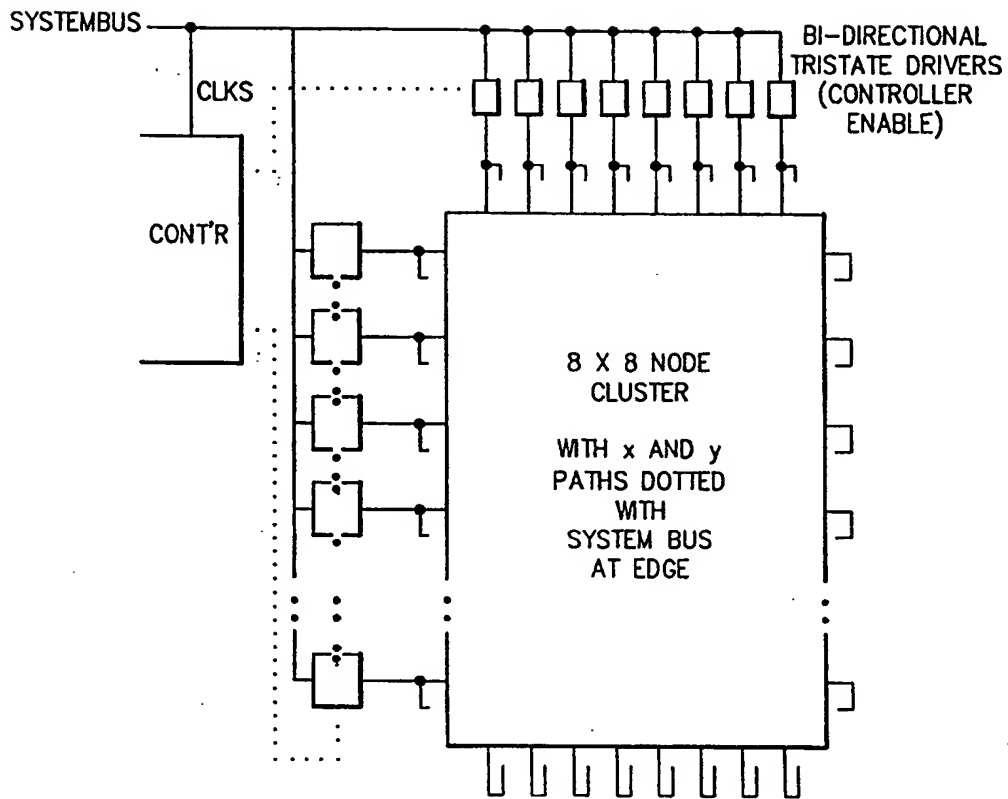 SYSTEMBUS
BI-DIRECTIONAL
TRISTATE DRIVERS
(CONTROLLER
ENABLE)
CLKS
CONT'R
8 X 8 NODE
CLUSTER
WITH x AND y
PATHS DOTTED
WITH
SYSTEM BUS
AT EDGE